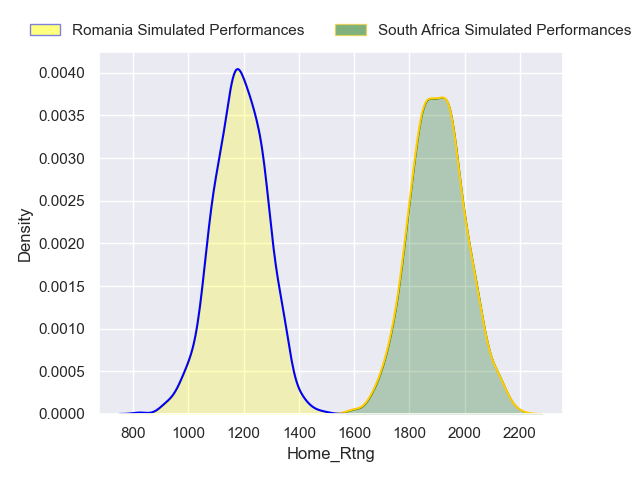 Romania Simulated Performances
South Africa Simulated Performances
0.0040
0.0035
0.0030
0.0025
0.0020
0.0015
0.0010
0.0005
0.0000
Density
800 1000 1200 1400 1600 1800 2000 2200
Home_Rtng